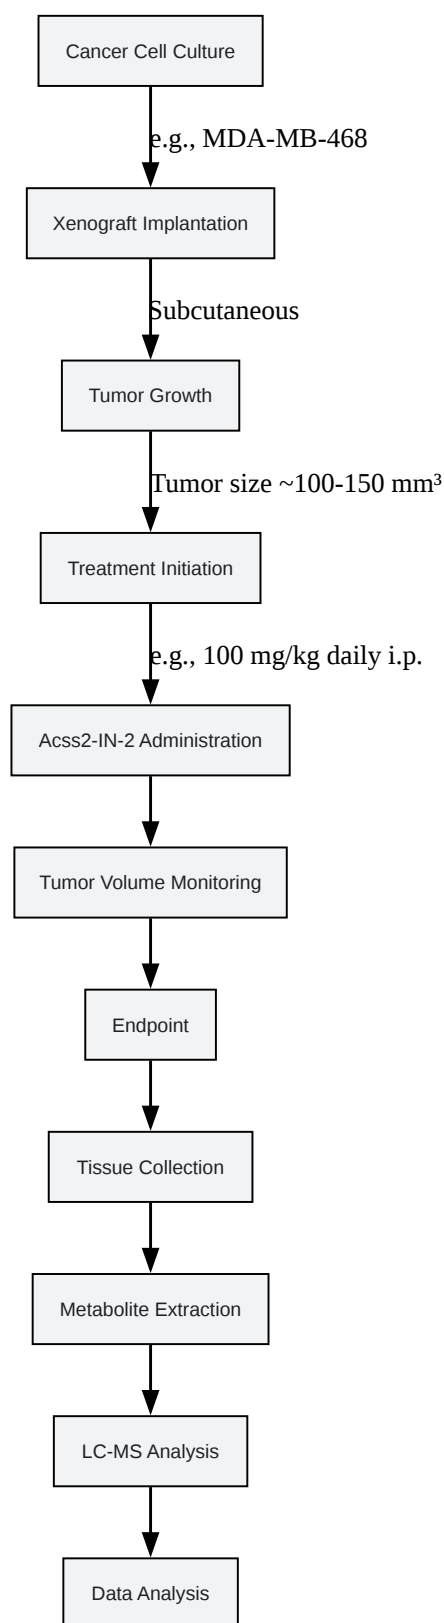 Cancer Cell Culture
e.g., MDA-MB-468
Xenograft Implantation
Subcutaneous
Tumor Growth
Tumor size ~100-150 mm³
Treatment Initiation
e.g., 100 mg/kg daily i.p.
Acss2-IN-2 Administration
Tumor Volume Monitoring
Endpoint
Tissue Collection
Metabolite Extraction
LC-MS Analysis
Data Analysis